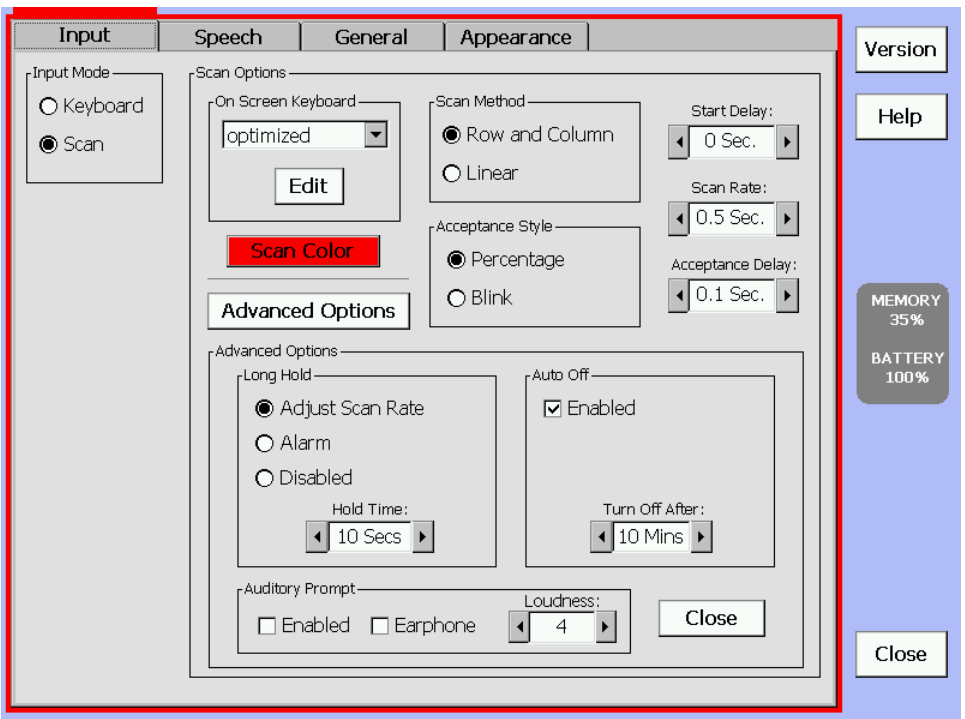 Input
Speech
General
Appearance
Version
Help
Input Mode
Keyboard
Scan
Scan Options
On Screen Keyboard
optimized
Edit
Scan Color
Advanced Options
Scan Method
Row and Column
Linear
Acceptance Style
Percentage
Blink
Start Delay:
0 Sec.
Scan Rate:
0.5 Sec.
Acceptance Delay:
0.1 Sec.
MEMORY
35%
BATTERY
100%
Advanced Options
Long Hold
Adjust Scan Rate
Alarm
Disabled
Hold Time:
10 Secs
Auto Off
Enabled
Turn Off After:
10 Mins
Auditory Prompt
Enabled
Earphone
Loudness:
4
Close
Close